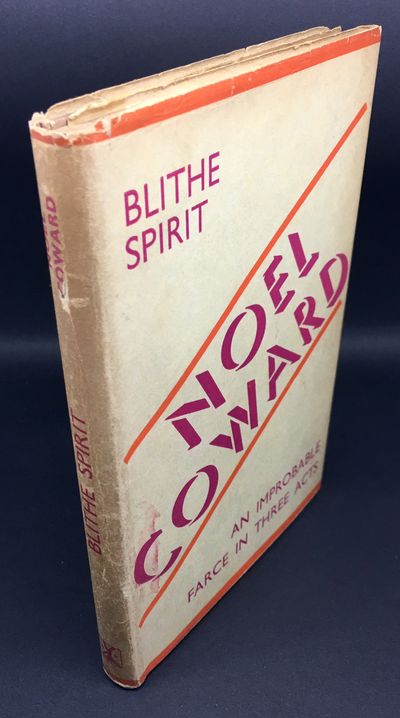 BLITHE
SPIRIT
NOEL
COWARD
AN IMPROBABLE
FARCE IN THREE ACTS
COWARD
BLITHE SPIRIT